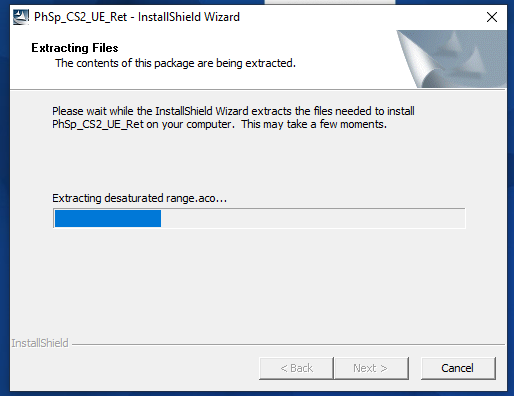 PhSp_CS2_UE_Ret - InstallShield Wizard
Extracting Files
The contents of this package are being extracted.
Please wait while the InstallShield Wizard extracts the files needed to install
PhSp_CS2_UE_Ret on your computer.  This may take a few moments.
Extracting desaturated range.aco...
InstallShield
< Back
Next >
Cancel